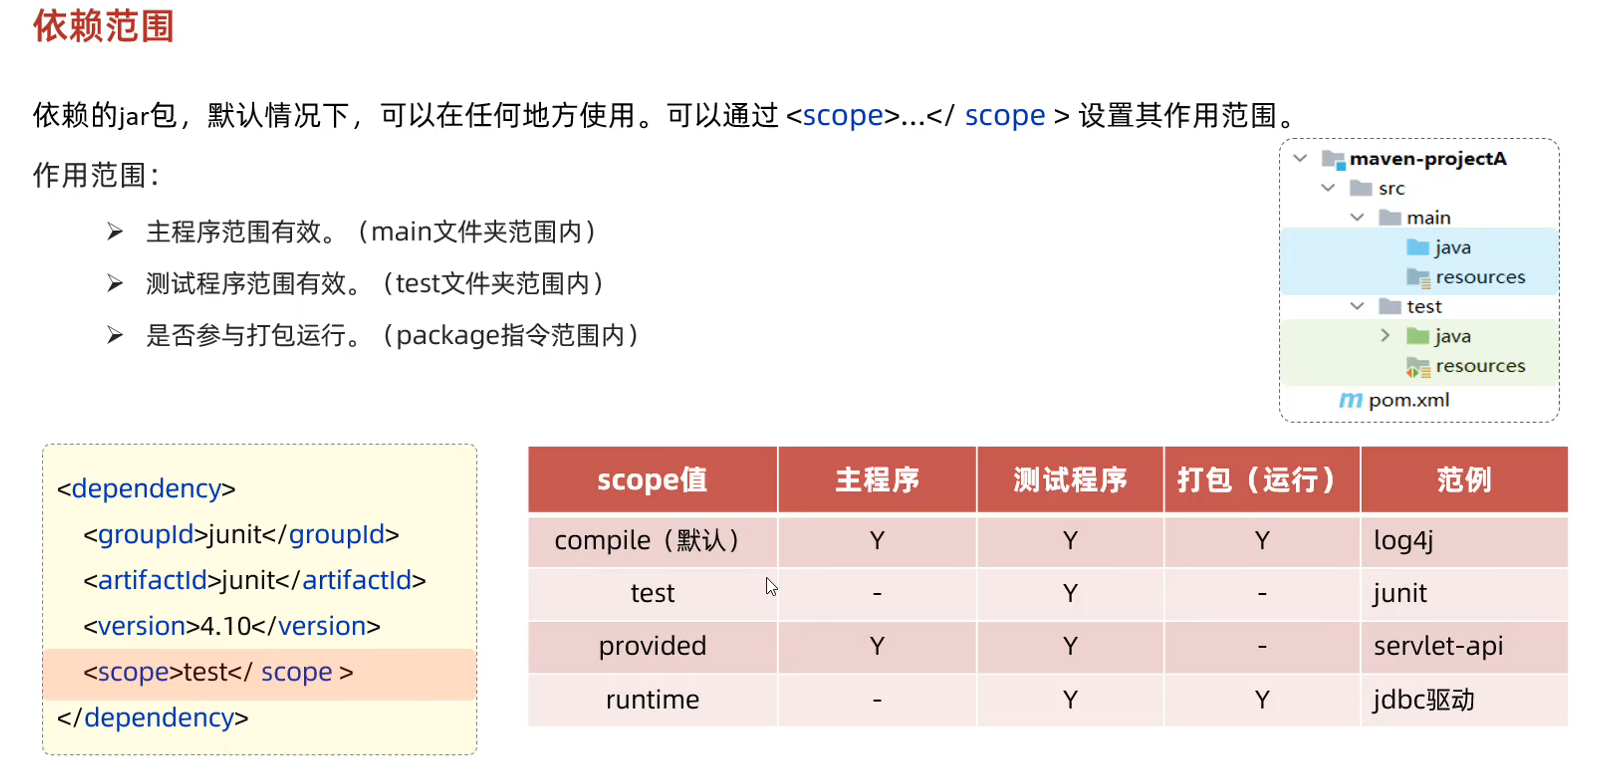 依赖范围
依赖的jar包，默认情况下，可以在任何地方使用。可以通过 <scope>...</ scope > 设置其作用范围。
作用范围：
➢ 主程序范围有效。（main文件夹范围内）
➢ 测试程序范围有效。（test文件夹范围内）
➢ 是否参与打包运行。（package指令范围内）
maven-projectA
src
main
java
resources
test
java
resources
pom.xml
<dependency>
<groupId>junit</groupId>
<artifactId>junit</artifactId>
<version>4.10</version>
<scope>test</ scope >
</dependency>
scope值 主程序 测试程序 打包（运行） 范例
compile（默认） Y Y Y log4j
test - Y - junit
provided Y Y - servlet-api
runtime - Y Y jdbc驱动